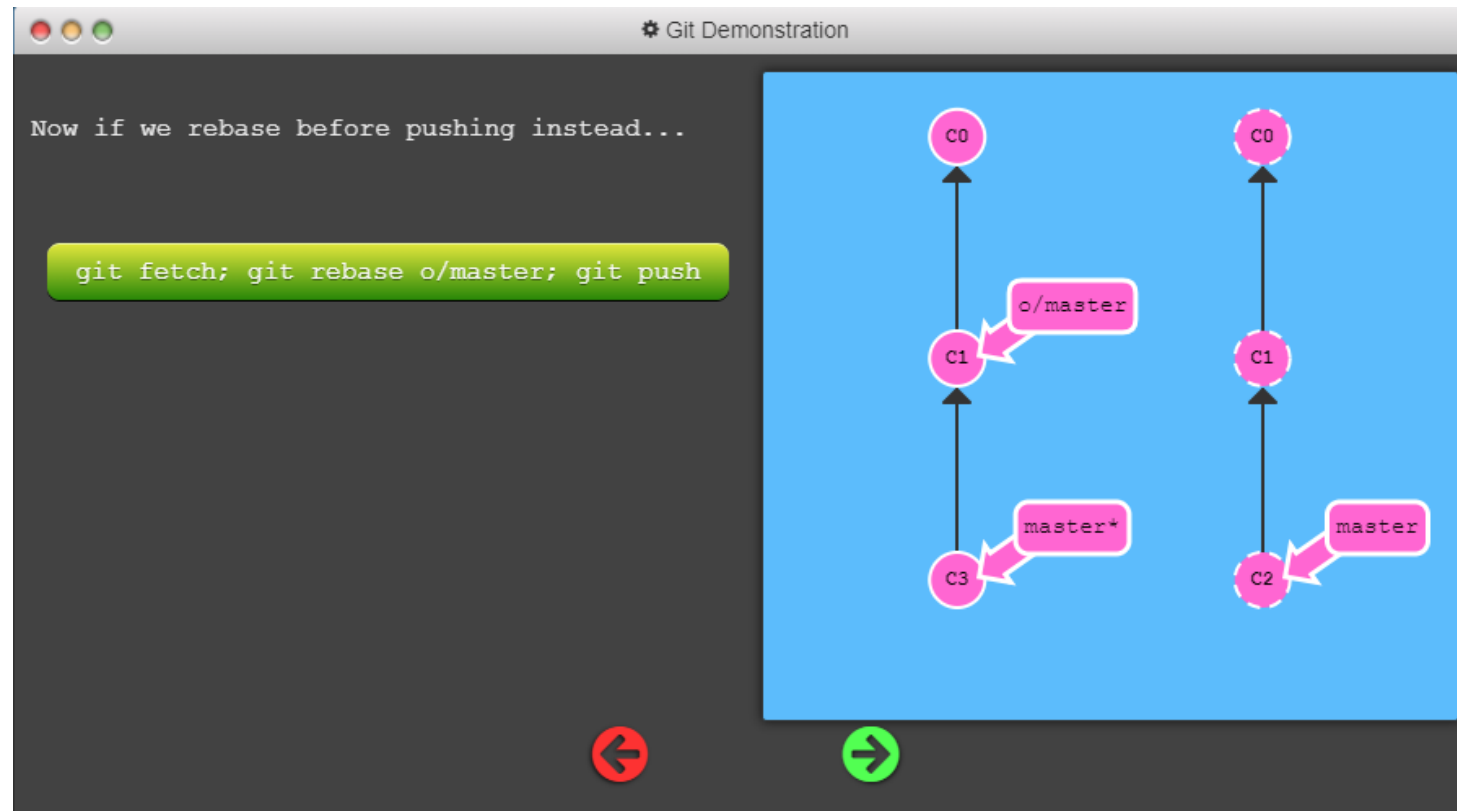 Git Demonstration
Now if we rebase before pushing instead...
git fetch; git rebase o/master; git push
C0
C0
o/master
C1
C1
master*
master
C3
C2